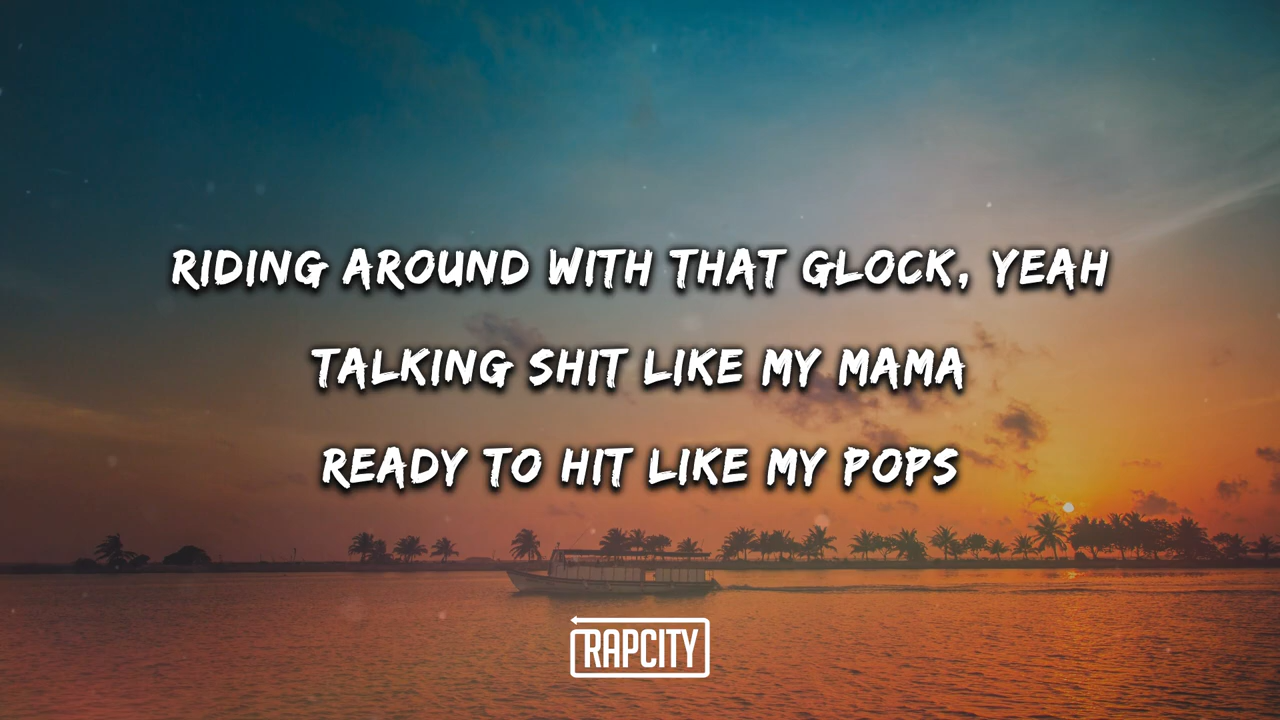 RIDING AROUND WITH THAT GLOCK, YEAH
TALKING SHIT LIKE MY MAMA
READY TO HIT LIKE MY POPS
RAPCITY